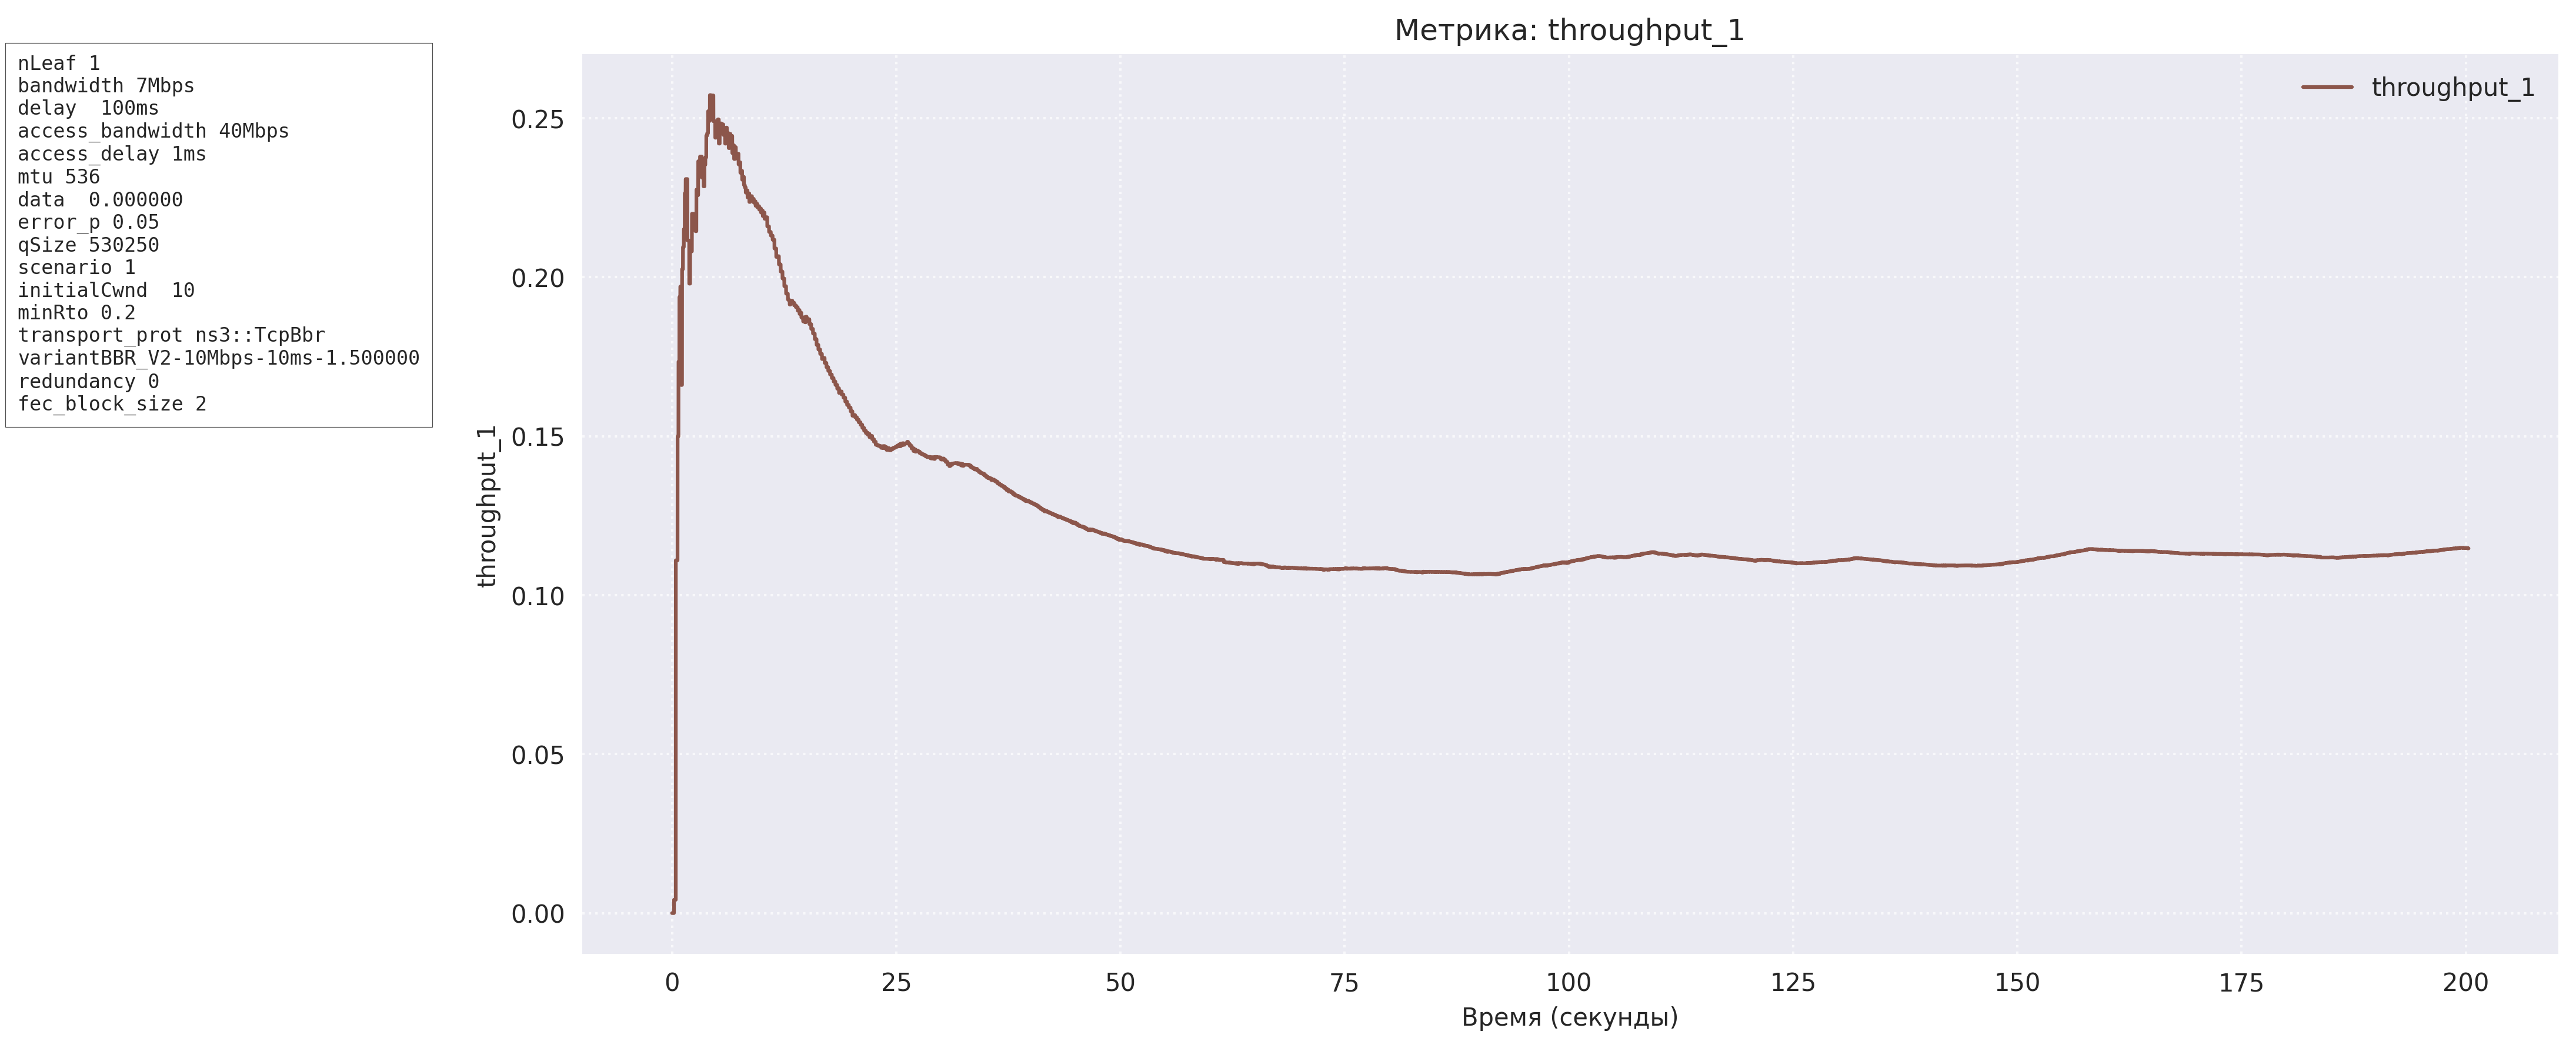 Метрика: throughput_1
nLeaf 1
bandwidth 7Mbps
delay  100ms
access_bandwidth 40Mbps
access_delay 1ms
mtu 536
data  0.000000
error_p 0.05
qSize 530250
scenario 1
initialCwnd  10
minRto 0.2
transport_prot ns3::TcpBbr
variantBBR_V2-10Mbps-10ms-1.500000
redundancy 0
fec_block_size 2
throughput_1
throughput_1
0.25
0.20
0.15
0.10
0.05
0.00
0 25 50 75 100 125 150 175 200
Время (секунды)